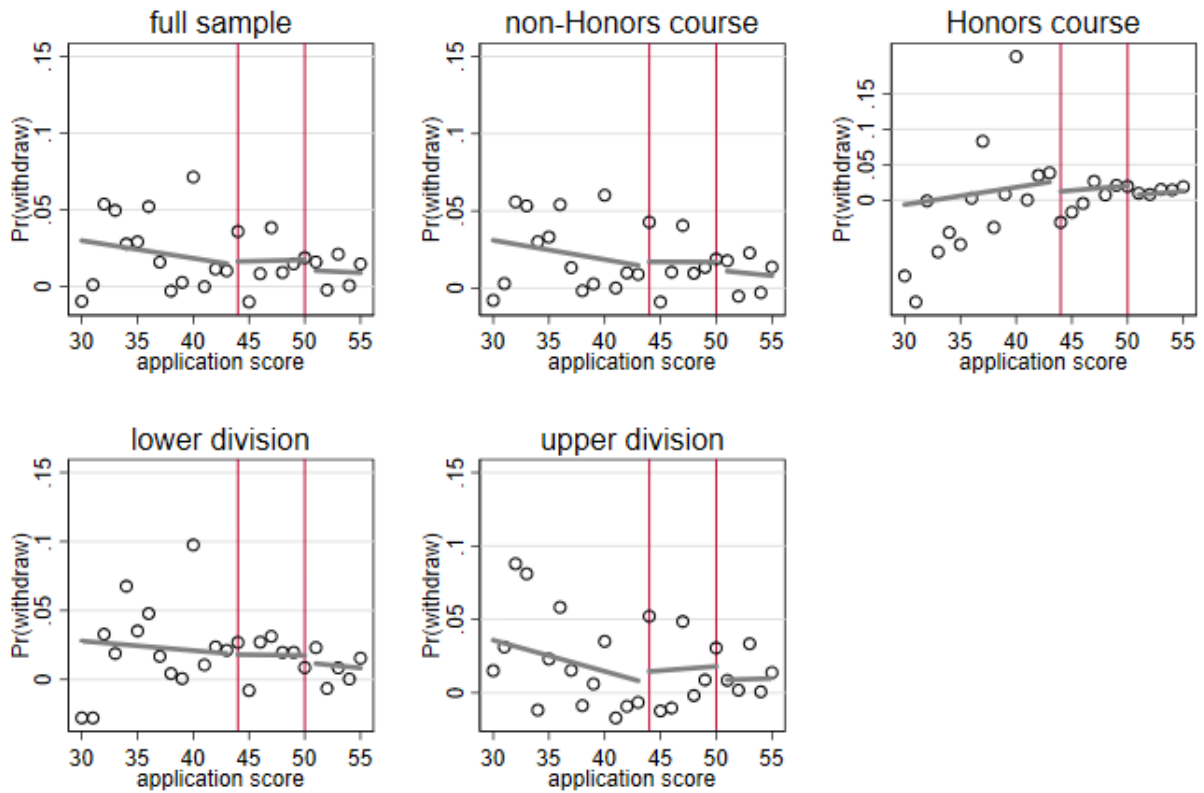 full sample
Pr(withdraw)
.15
.1
.05
0
30 35 40 45 50 55
application score
non-Honors course
Pr(withdraw)
.15
.1
.05
0
30 35 40 45 50 55
application score
Honors course
Pr(withdraw)
.15
.1
.05
0
30 35 40 45 50 55
application score
lower division
Pr(withdraw)
.15
.1
.05
0
30 35 40 45 50 55
application score
upper division
Pr(withdraw)
.15
.1
.05
0
30 35 40 45 50 55
application score